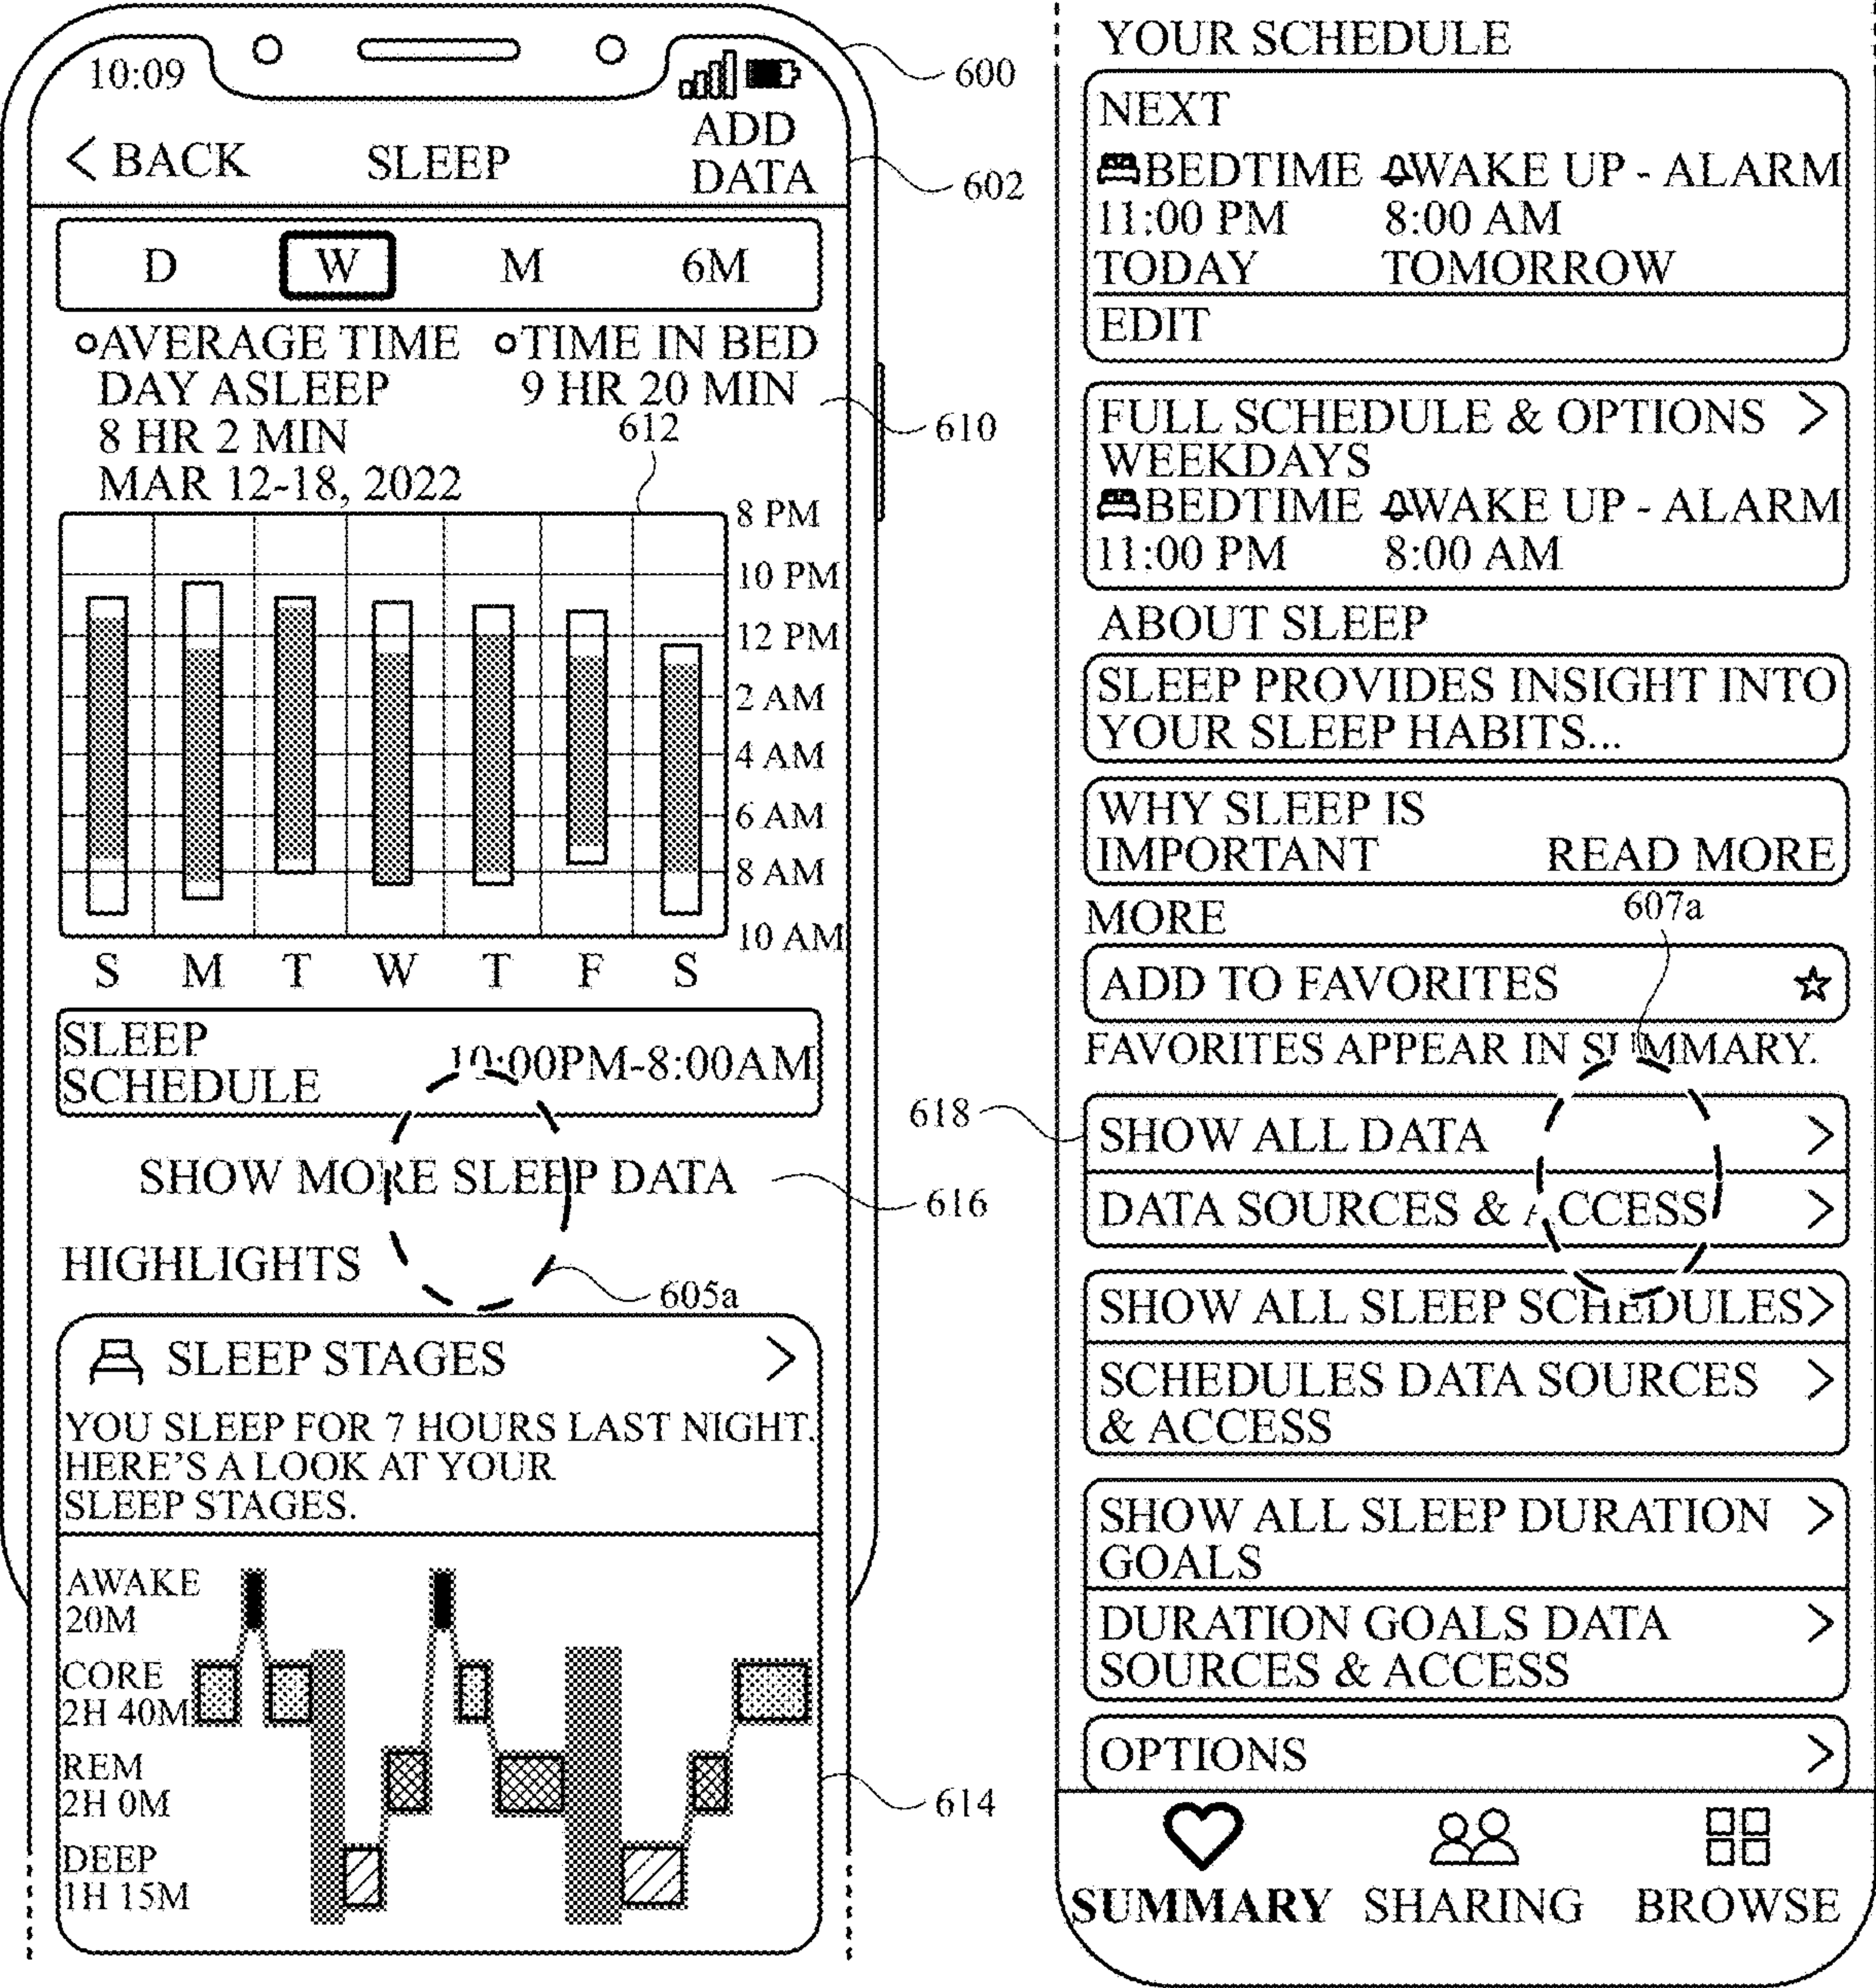 10:09
600
< BACK
SLEEP
ADD
DATA
602
D
W
M
6M
AVERAGE TIME
DAY ASLEEP
8 HR 2 MIN
MAR 12-18, 2022
TIME IN BED
9 HR 20 MIN
610
612
8 PM
10 PM
12 PM
2 AM
4 AM
6 AM
8 AM
10 AM
S M T W T F S
SLEEP
SCHEDULE
10:00PM-8:00AM
SHOW MORE SLEEP DATA
616
HIGHLIGHTS
605a
SLEEP STAGES >
YOU SLEEP FOR 7 HOURS LAST NIGHT.
HERE'S A LOOK AT YOUR
SLEEP STAGES.
AWAKE
20M
CORE
2H 40M
REM
2H 0M
614
DEEP
1H 15M
YOUR SCHEDULE
NEXT
BEDTIME WAKE UP - ALARM
11:00 PM 8:00 AM
TODAY TOMORROW
EDIT
FULL SCHEDULE & OPTIONS >
WEEKDAYS
BEDTIME WAKE UP - ALARM
11:00 PM 8:00 AM
ABOUT SLEEP
SLEEP PROVIDES INSIGHT INTO
YOUR SLEEP HABITS...
WHY SLEEP IS
IMPORTANT READ MORE
MORE
607a
ADD TO FAVORITES
FAVORITES APPEAR IN SUMMARY.
618
SHOW ALL DATA >
DATA SOURCES & ACCESS >
SHOW ALL SLEEP SCHEDULES>
SCHEDULES DATA SOURCES >
& ACCESS
SHOW ALL SLEEP DURATION >
GOALS
DURATION GOALS DATA >
SOURCES & ACCESS
OPTIONS >
SUMMARY SHARING BROWSE